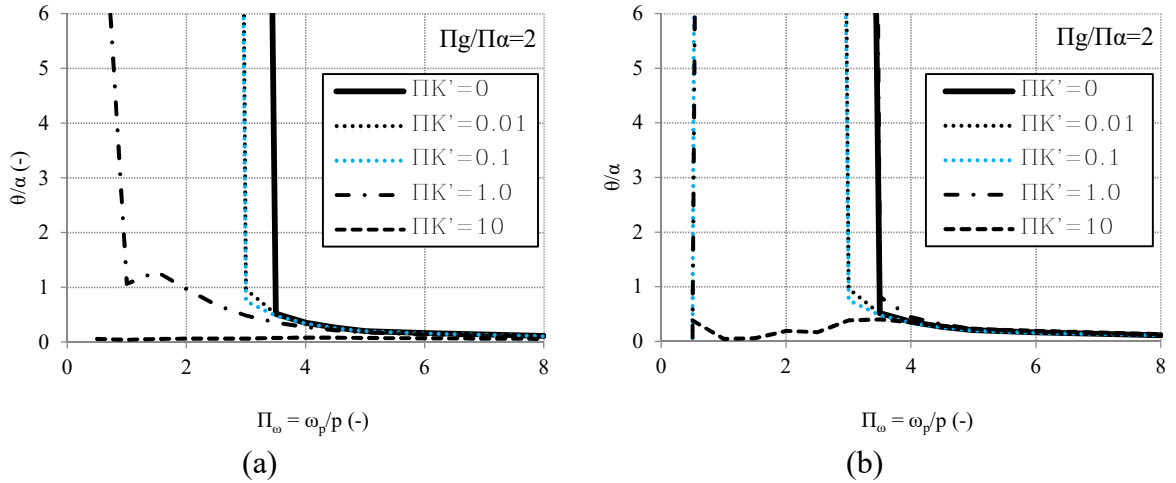 6
5
4
3
2
1
0
θ/α (-)
Πg/Πα=2
ΠK’=0
ΠK’=0.01
ΠK’=0.1
ΠK’=1.0
ΠK’=10
0 2 4 6 8
Πω = ωp/p (-)
(a)
6
5
4
3
2
1
0
θ/α
Πg/Πα=2
ΠK’=0
ΠK’=0.01
ΠK’=0.1
ΠK’=1.0
ΠK’=10
0 2 4 6 8
Πω = ωp/p (-)
(b)